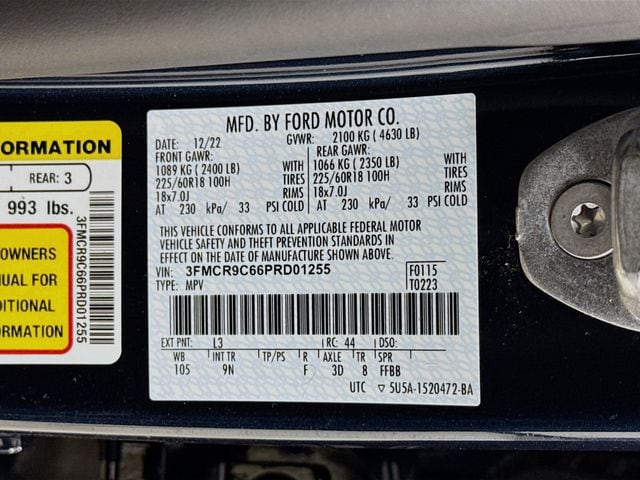 ORMATION
REAR: 3
993 lbs.
OWNERS
NUAL FOR
DITIONAL
ORMATION
3FMCR9C66PRD01255
MFD. BY FORD MOTOR CO.
DATE: 12/22 GVWR: 2100 KG ( 4630 LB)
FRONT GAWR: REAR GAWR:
1089 KG ( 2400 LB) WITH 1066 KG ( 2350 LB) WITH
225/60R18 100H TIRES 225/60R18 100H TIRES
18x7.0J RIMS 18x7.0J RIMS
AT 230 kPa/ 33 PSI COLD AT 230 kPa/ 33 PSI COLD
THIS VEHICLE CONFORMS TO ALL APPLICABLE FEDERAL MOTOR
VEHICLE SAFETY AND THEFT PREVENTION STANDARDS IN
EFFECT ON THE DATE OF MANUFACTURE SHOWN ABOVE.
VIN: 3FMCR9C66PRD01255 F0115
TYPE: MPV T0223
EXT PNT: L3 RC: 44 DSO:
WB INT TR TP/PS R AXLE TR SPR
105 9N F 3D 8 FFBB
UTC ▽ 5U5A-1520472-BA